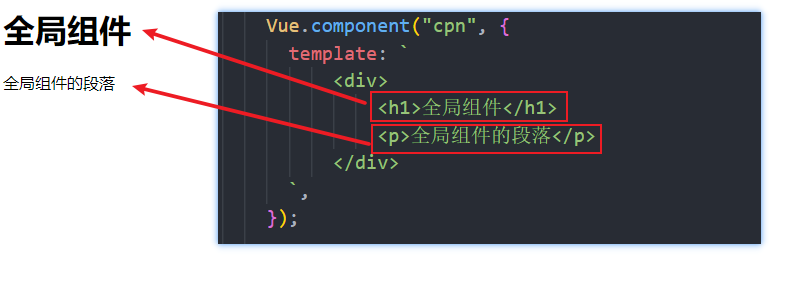 全局组件
全局组件的段落
Vue.component("cpn", {
template: `
<div>
<h1>全局组件</h1>
<p>全局组件的段落</p>
</div>
`,
});